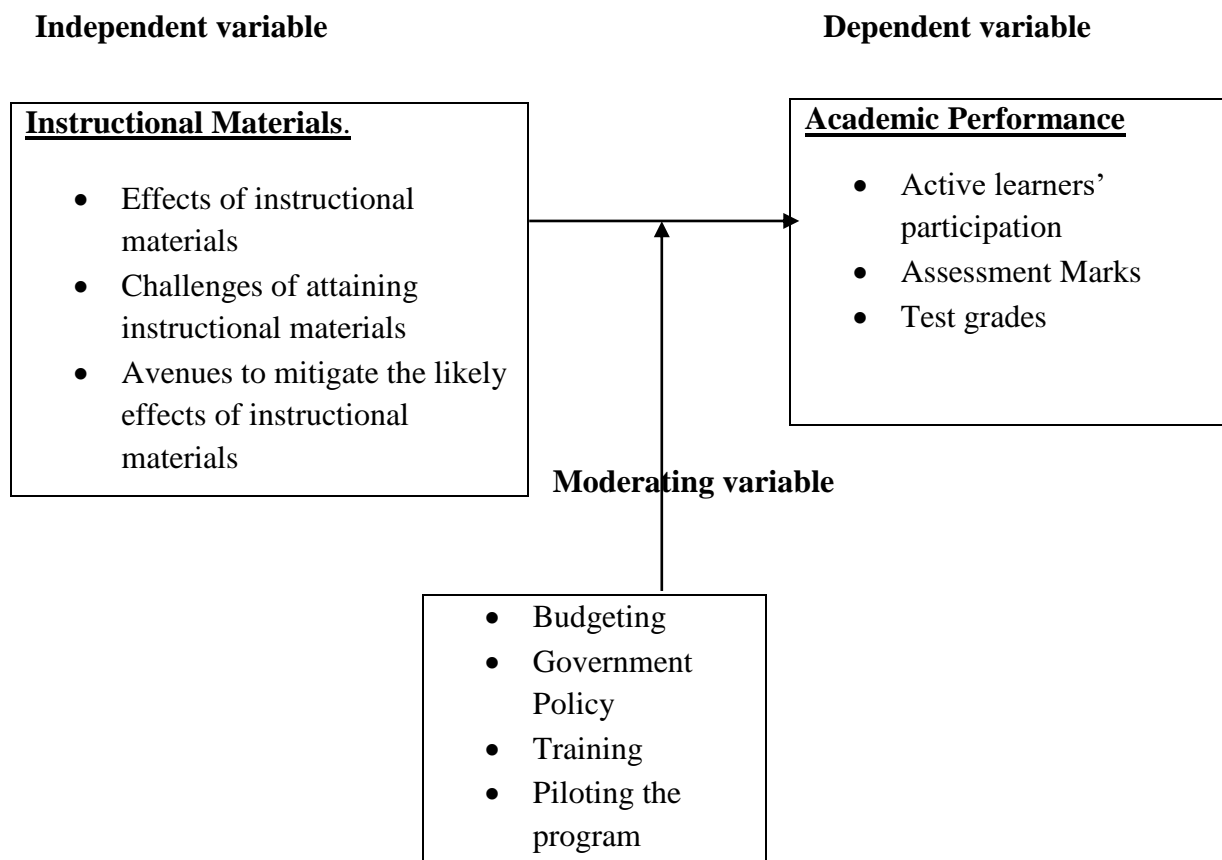 Independent variable
Dependent variable
Instructional Materials.
• Effects of instructional
materials
• Challenges of attaining
instructional materials
• Avenues to mitigate the likely
effects of instructional
materials
Academic Performance
• Active learners’
participation
• Assessment Marks
• Test grades
Moderating variable
• Budgeting
• Government
Policy
• Training
• Piloting the
program